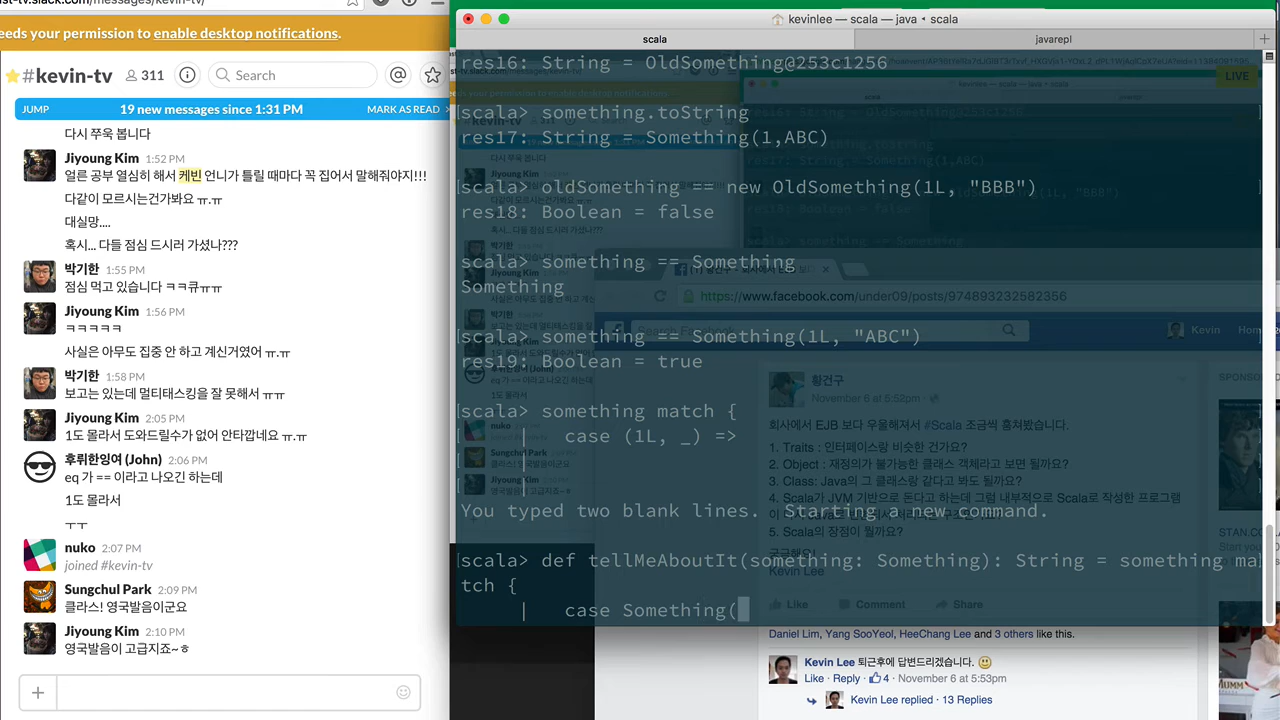 st-tv.slack.com/messages/kevin-tv/
eeds your permission to enable desktop notifications.
#kevin-tv
311
Search
JUMP
19 new messages since 1:31 PM
MARK AS READ
다시 쭈욱 봅니다
Jiyoung Kim 1:52 PM
얼른 공부 열심히 해서 케빈 언니가 틀릴 때마다 꼭 집어서 말해줘야지!!!
다같이 모르시는건가봐요 ㅠ.ㅠ
대실망....
혹시... 다들 점심 드시러 가셨나???
박기한 1:55 PM
점심 먹고 있습니다 ㅋㅋ큐ㅠㅠ
Jiyoung Kim 1:56 PM
ㅋㅋㅋㅋㅋ
사실은 아무도 집중 안 하고 계신거였어 ㅠ.ㅠ
박기한 1:58 PM
보고는 있는데 멀티태스킹을 잘 못해서 ㅠㅠ
Jiyoung Kim 2:05 PM
1도 몰라서 도와드릴수가 없어 안타깝네요 ㅠ.ㅠ
후뤼한잉여 (John) 2:06 PM
eq 가 == 이라고 나오긴 하는데
1도 몰라서
ㅜㅜ
nuko 2:07 PM
joined #kevin-tv
Sungchul Park 2:09 PM
클라스! 영국발음이군요
Jiyoung Kim 2:10 PM
영국발음이 고급지죠~ㅎ
kevinlee — scala — java ◂ scala
scala
javarepl
LIVE
res16: String = OldSomething@253c1256
scala> something.toString
res17: String = Something(1,ABC)
scala> oldSomething == new OldSomething(1L, "BBB")
res18: Boolean = false
scala> something == Something
Something
scala> something == Something(1L, "ABC")
res19: Boolean = true
scala> something match {
| case (1L, _) =>
|
|
You typed two blank lines. Starting a new command.
scala> def tellMeAboutIt(something: Something): String = something ma
tch {
| case Something(
https://www.facebook.com/under09/posts/974893232582356
Search Facebook
Kevin
황건구
November 6 at 5:52pm
회사에서 EJB 보다 우울해져서 #Scala 조금씩 훑쳐봤습니다.
1. Traits : 인터페이스랑 비슷한 건가요?
2. Object : 재정의가 불가능한 클래스 객체라고 보면 될까요?
3. Class: Java의 그 클래스랑 같다고 봐도 될까요?
4. Scala가 JVM 기반으로 돈다고 하는데 그럼 내부적으로 Scala로 작성한 프로그램
5. Scala의 장점이 뭘까요?
Kevin Lee
Like Comment Share
Daniel Lim, Yang SooYeol, HeeChang Lee and 3 others like this.
Kevin Lee 퇴근후에 답변드리겠습니다.
Like · Reply · 4 · November 6 at 5:53pm
Kevin Lee replied · 13 Replies
STAN.CO